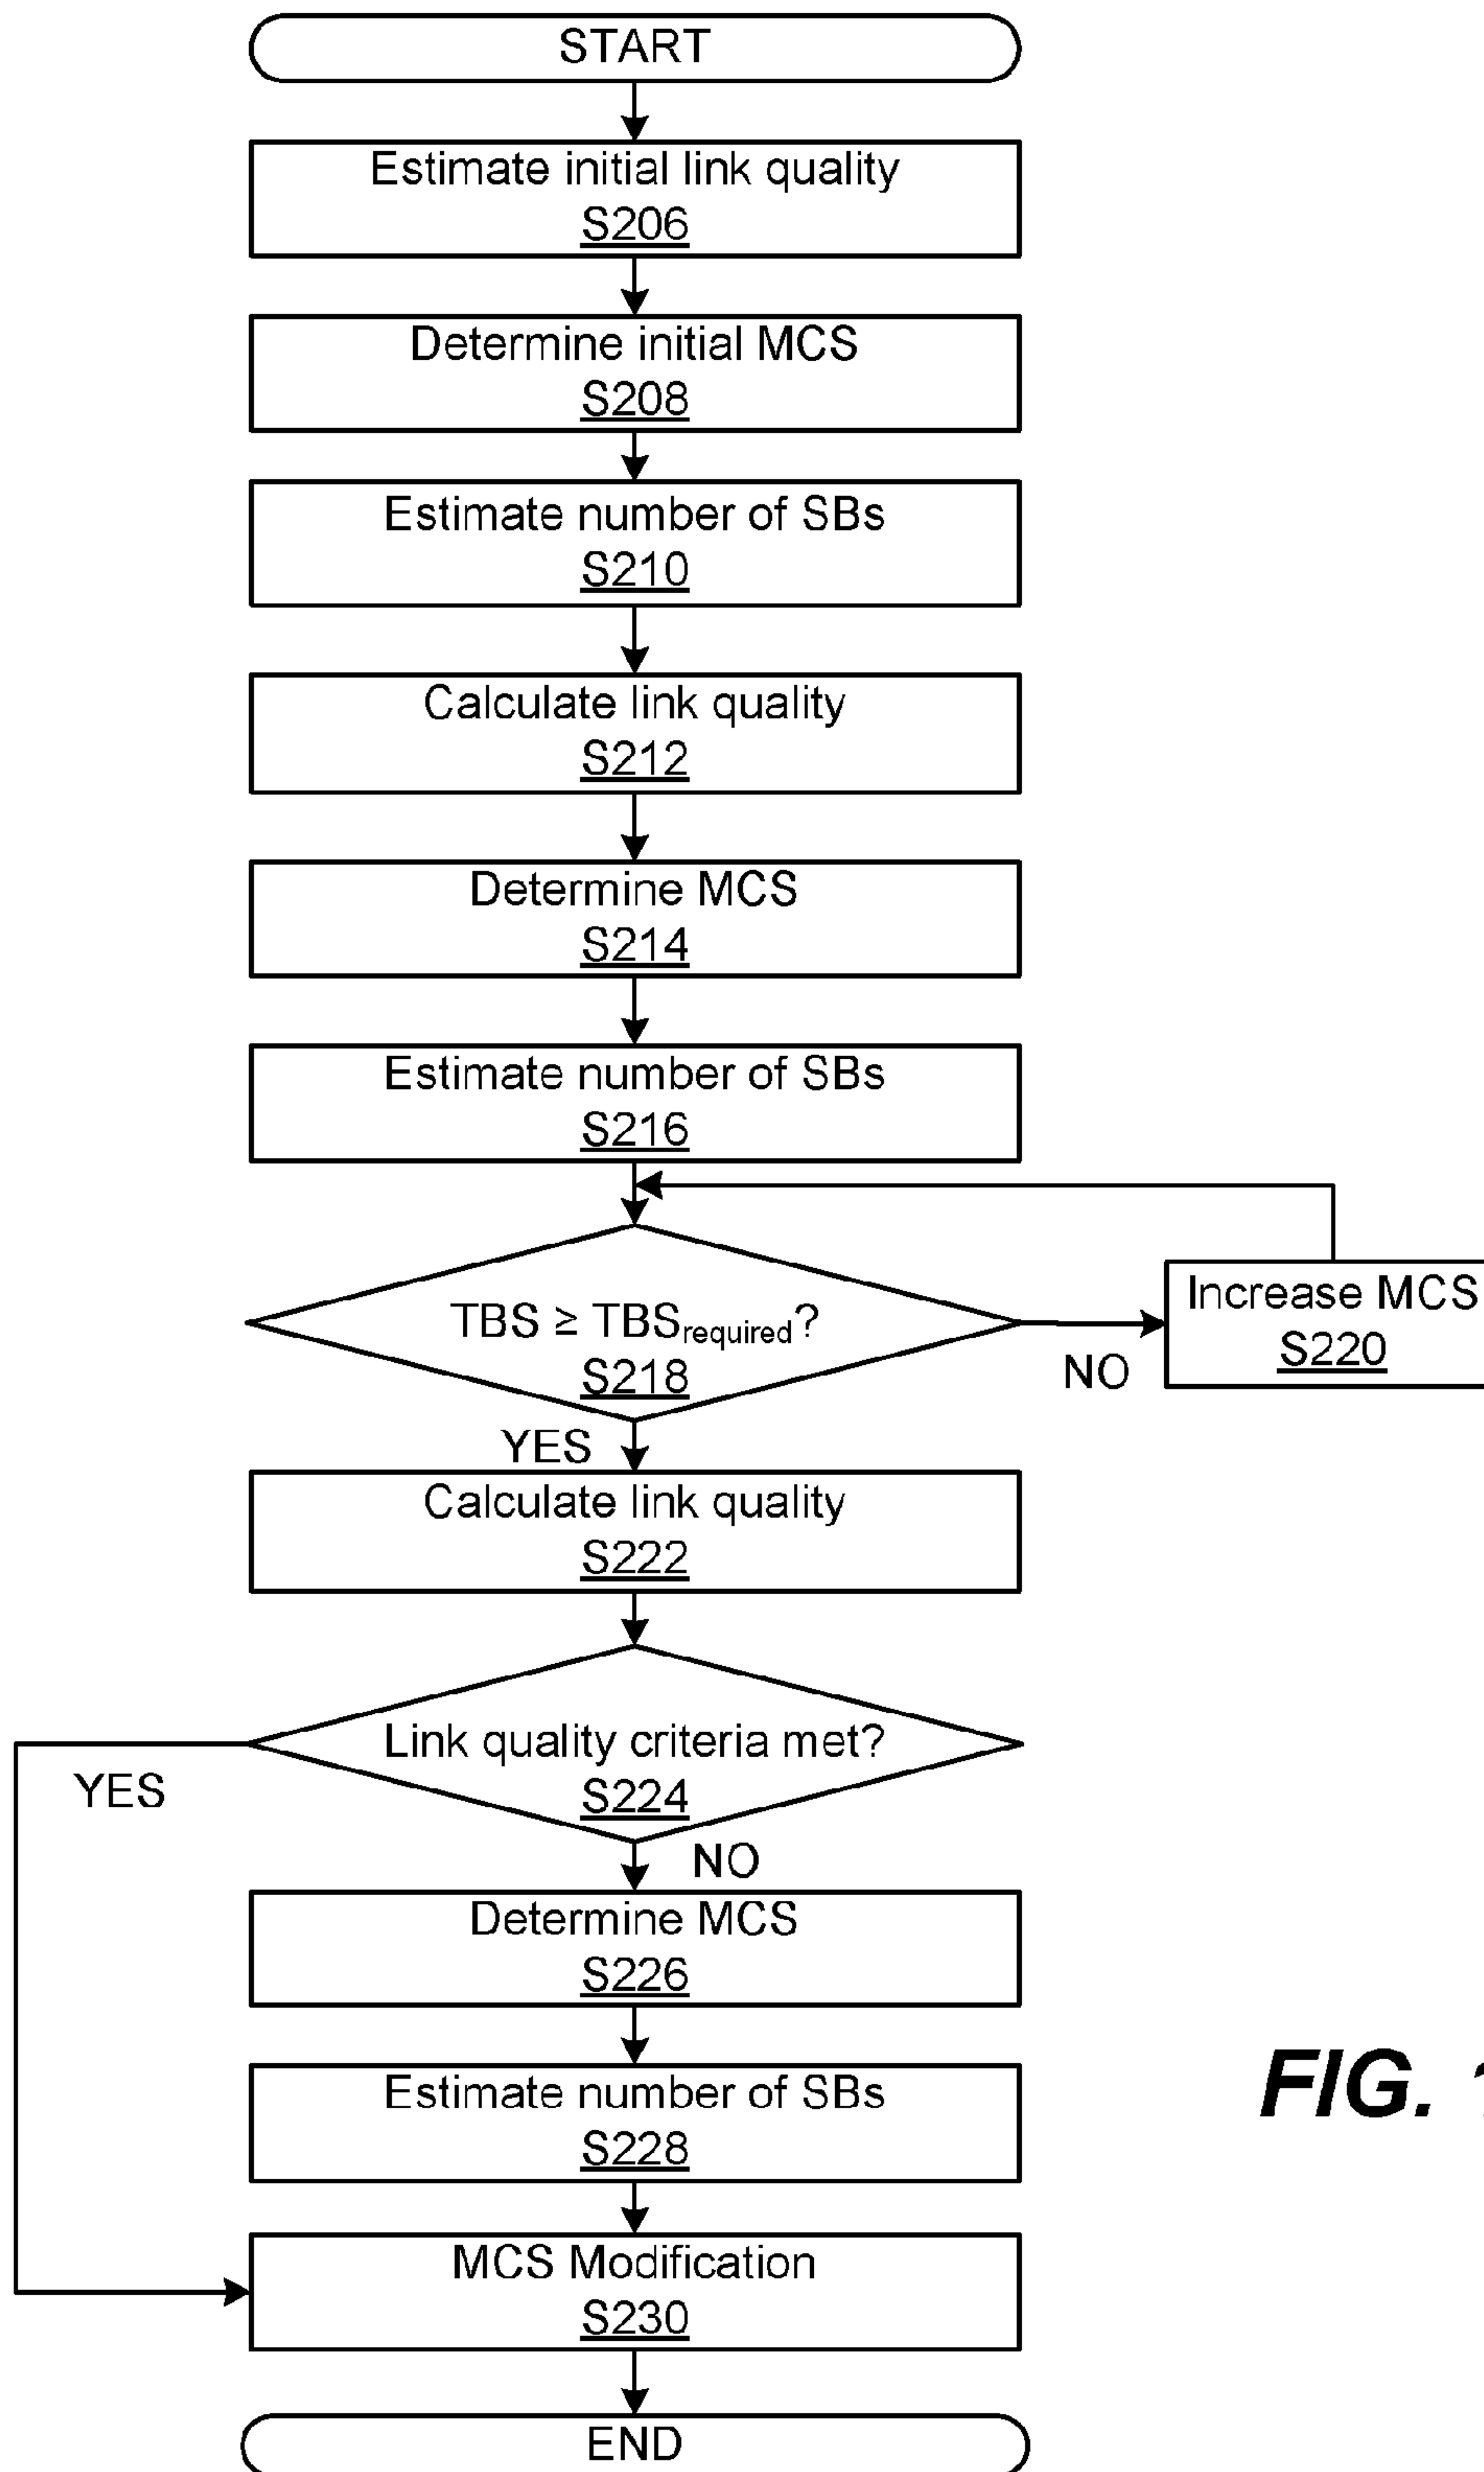 START
Estimate initial link quality
S206
Determine initial MCS
S208
Estimate number of SBs
S210
Calculate link quality
S212
Determine MCS
S214
Estimate number of SBs
S216
TBS ≥ TBSrequired?
S218
NO
Increase MCS
S220
YES
Calculate link quality
S222
Link quality criteria met?
S224
YES
NO
Determine MCS
S226
Estimate number of SBs
S228
FIG.
MCS Modification
S230
END